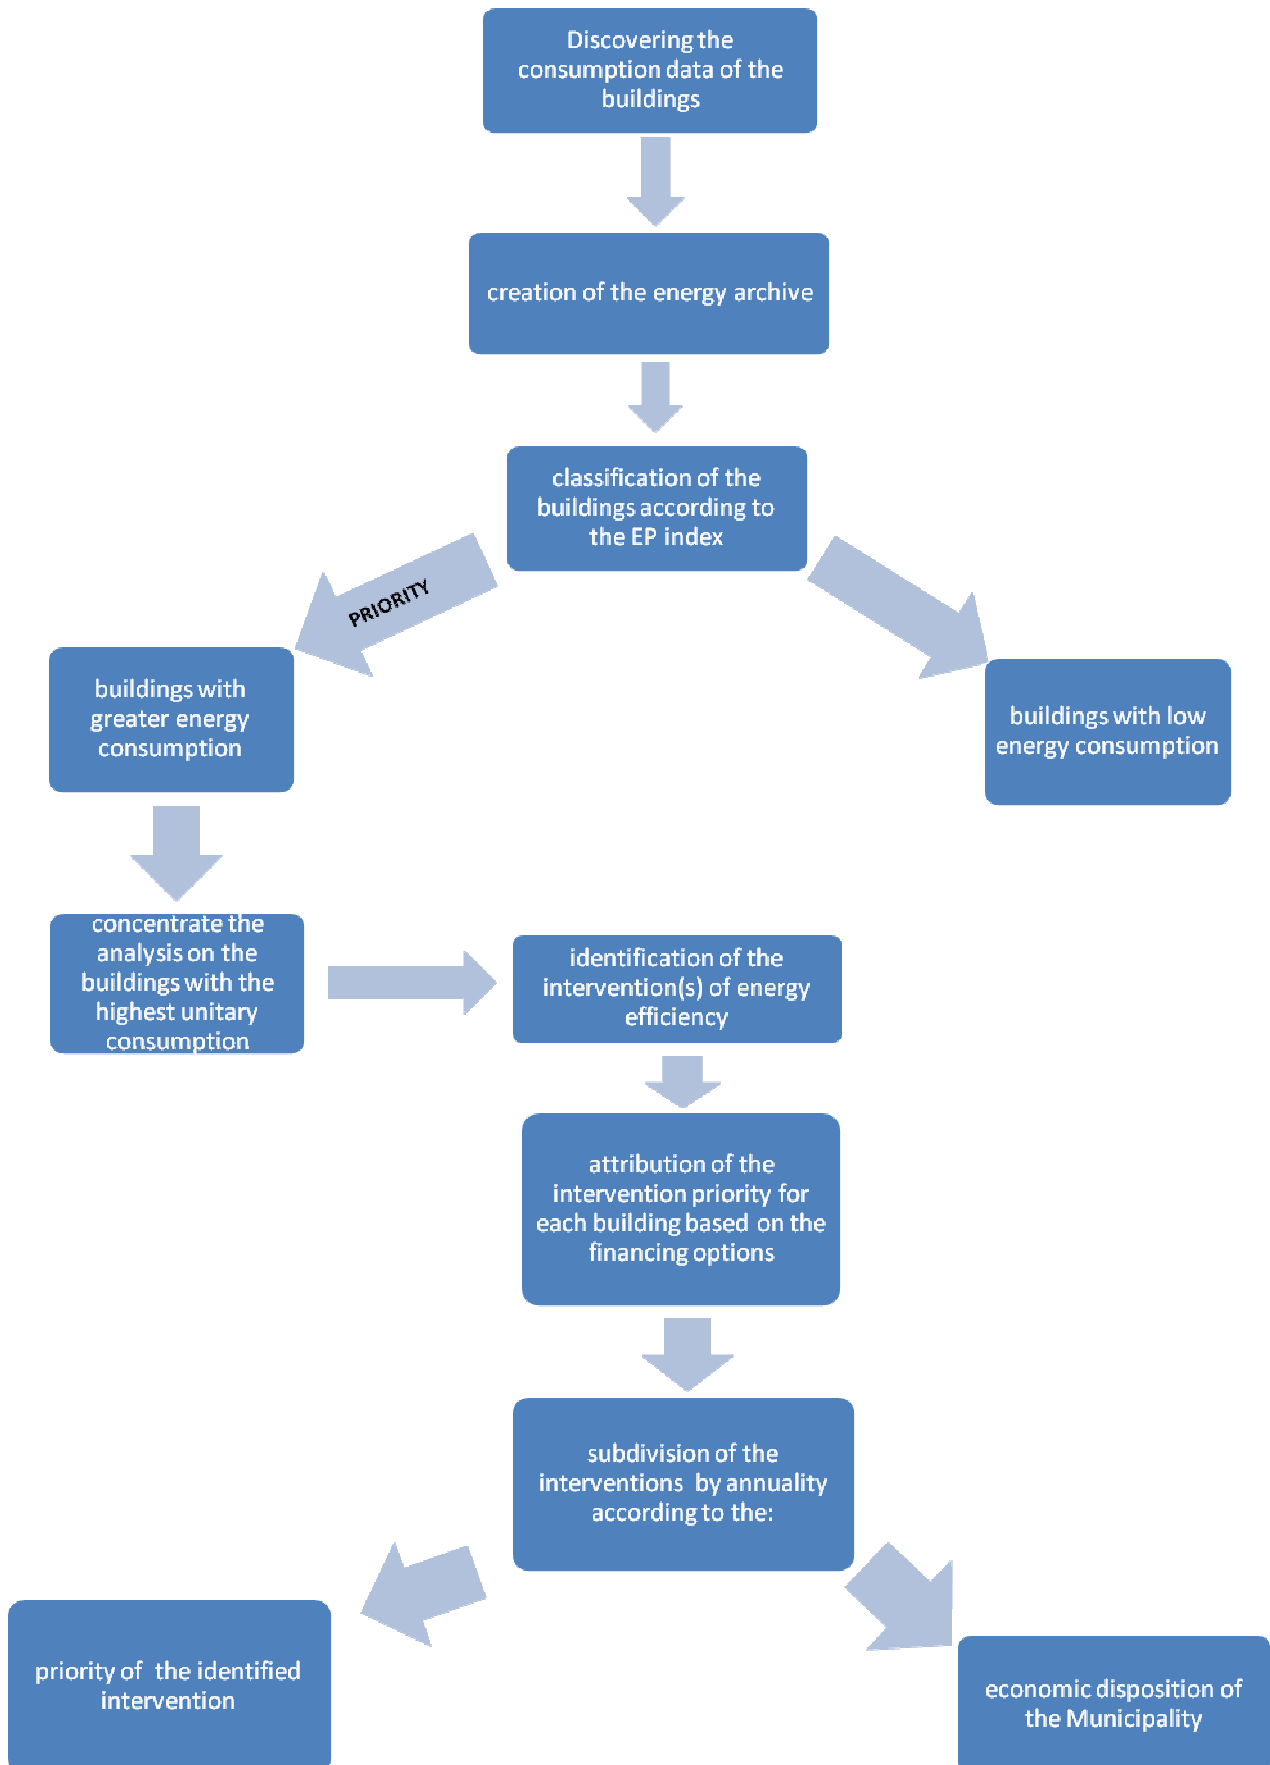 Discovering the
consumption data of the
buildings
creation of the energy archive
classification of the
buildings according to
the EP index
PRIORITY
buildings with
greater energy
consumption
buildings with low
energy consumption
concentrate the
analysis on the
buildings with the
highest unitary
consumption
identification of the
intervention(s) of energy
efficiency
attribution of the
intervention priority for
each building based on the
financing options
subdivision of the
interventions by annuality
according to the:
priority of the identified
intervention
economic disposition of
the Municipality